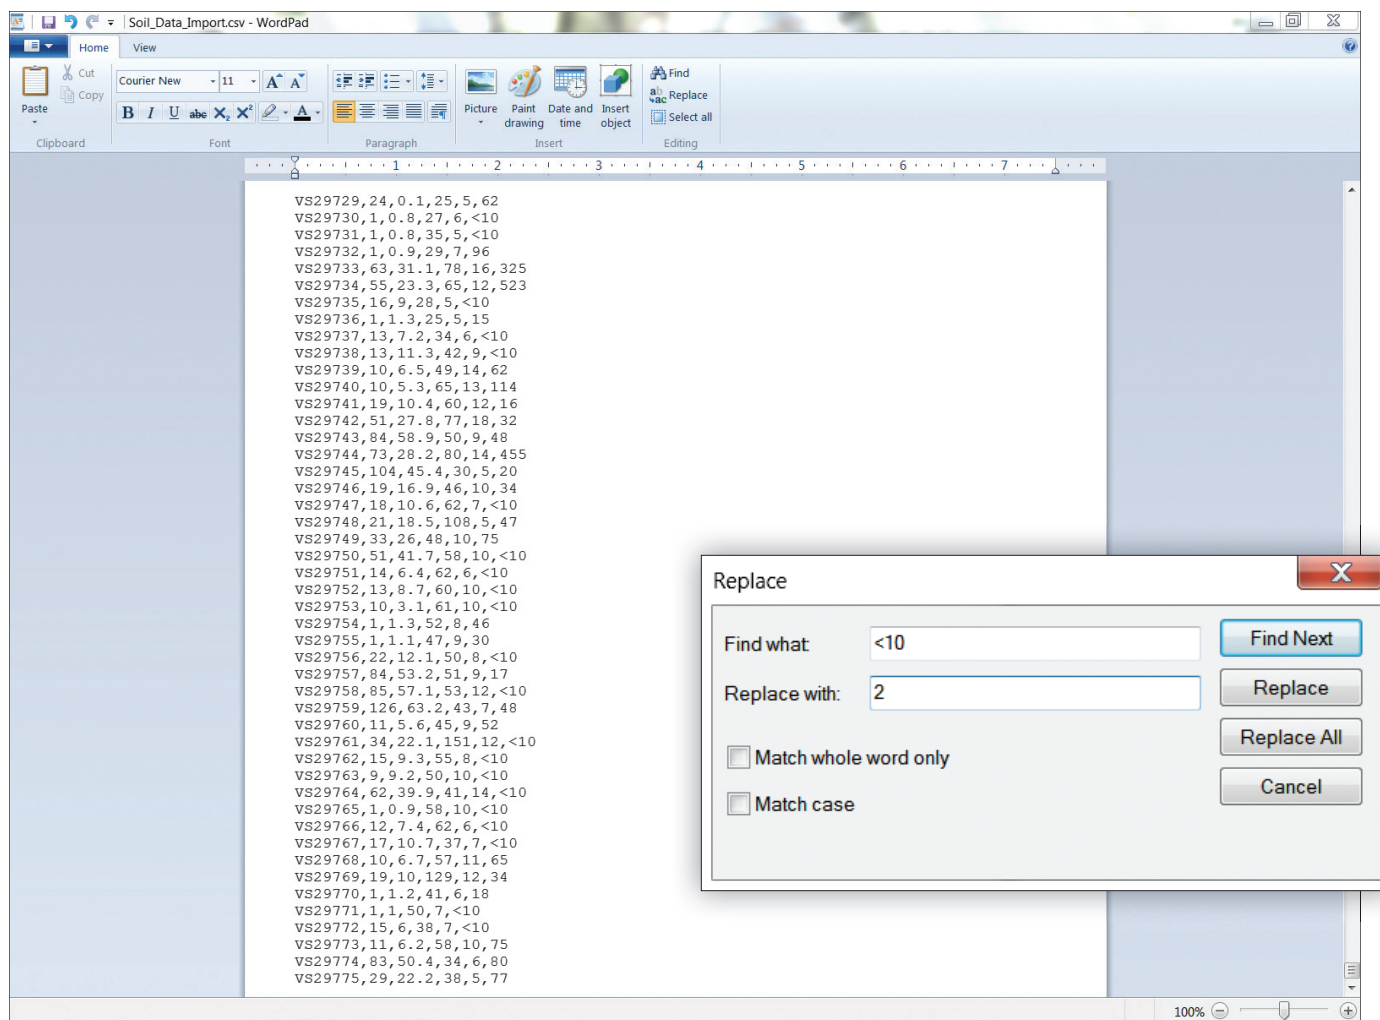 Soil_Data_Import.csv - WordPad
Home View
Cut
Copy
Paste
Clipboard
Courier New 11 A A
B I U abc X₂ X² A
Font
Paragraph
Picture
Paint drawing
Date and time
Insert object
Insert
Find
Replace
Select all
Editing
1 2 3 4 5 6 7
VS29729,24,0.1,25,5,62
VS29730,1,0.8,27,6,<10
VS29731,1,0.8,35,5,<10
VS29732,1,0.9,29,7,96
VS29733,63,31.1,78,16,325
VS29734,55,23.3,65,12,523
VS29735,16,9,28,5,<10
VS29736,1,1.3,25,5,15
VS29737,13,7.2,34,6,<10
VS29738,13,11.3,42,9,<10
VS29739,10,6.5,49,14,62
VS29740,10,5.3,65,13,114
VS29741,19,10.4,60,12,16
VS29742,51,27.8,77,18,32
VS29743,84,58.9,50,9,48
VS29744,73,28.2,80,14,455
VS29745,104,45.4,30,5,20
VS29746,19,16.9,46,10,34
VS29747,18,10.6,62,7,<10
VS29748,21,18.5,108,5,47
VS29749,33,26,48,10,75
VS29750,51,41.7,58,10,<10
VS29751,14,6.4,62,6,<10
VS29752,13,8.7,60,10,<10
VS29753,10,3.1,61,10,<10
VS29754,1,1.3,52,8,46
VS29755,1,1.1,47,9,30
VS29756,22,12.1,50,8,<10
VS29757,84,53.2,51,9,17
VS29758,85,57.1,53,12,<10
VS29759,126,63.2,43,7,48
VS29760,11,5.6,45,9,52
VS29761,34,22.1,151,12,<10
VS29762,15,9.3,55,8,<10
VS29763,9,9.2,50,10,<10
VS29764,62,39.9,41,14,<10
VS29765,1,0.9,58,10,<10
VS29766,12,7.4,62,6,<10
VS29767,17,10.7,37,7,<10
VS29768,10,6.7,57,11,65
VS29769,19,10,129,12,34
VS29770,1,1.2,41,6,18
VS29771,1,1,50,7,<10
VS29772,15,6,38,7,<10
VS29773,11,6.2,58,10,75
VS29774,83,50.4,34,6,80
VS29775,29,22.2,38,5,77
Replace
Find what: <10
Find Next
Replace with: 2
Replace
Replace All
Match whole word only
Cancel
Match case
100%